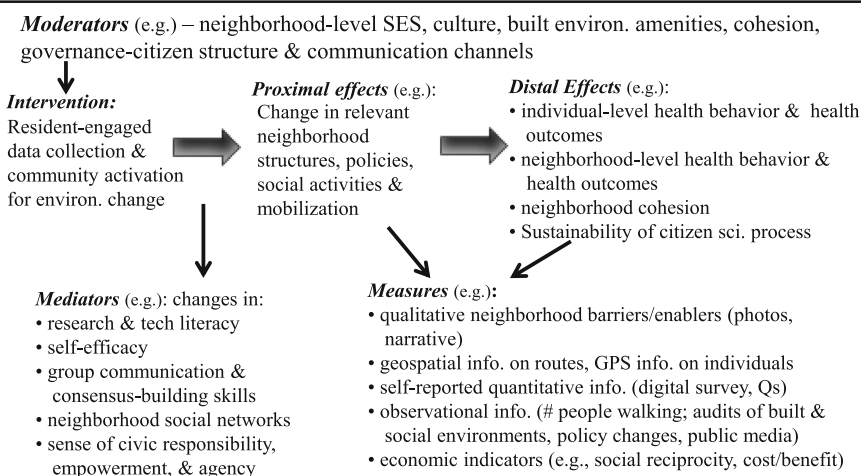 Moderators (e.g.) – neighborhood-level SES, culture, built environ. amenities, cohesion,
governance-citizen structure & communication channels
Intervention:
Resident-engaged
data collection &
community activation
for environ. change
Proximal effects (e.g.):
Change in relevant
neighborhood
structures, policies,
social activities &
mobilization
Distal Effects (e.g.):
• individual-level health behavior & health
outcomes
• neighborhood-level health behavior &
health outcomes
• neighborhood cohesion
• Sustainability of citizen sci. process
Mediators (e.g.): changes in:
• research & tech literacy
• self-efficacy
• group communication &
consensus-building skills
• neighborhood social networks
• sense of civic responsibility,
empowerment, & agency
Measures (e.g.):
• qualitative neighborhood barriers/enablers (photos,
narrative)
• geospatial info. on routes, GPS info. on individuals
• self-reported quantitative info. (digital survey, Qs)
• observational info. (# people walking; audits of built &
social environments, policy changes, public media)
• economic indicators (e.g., social reciprocity, cost/benefit)